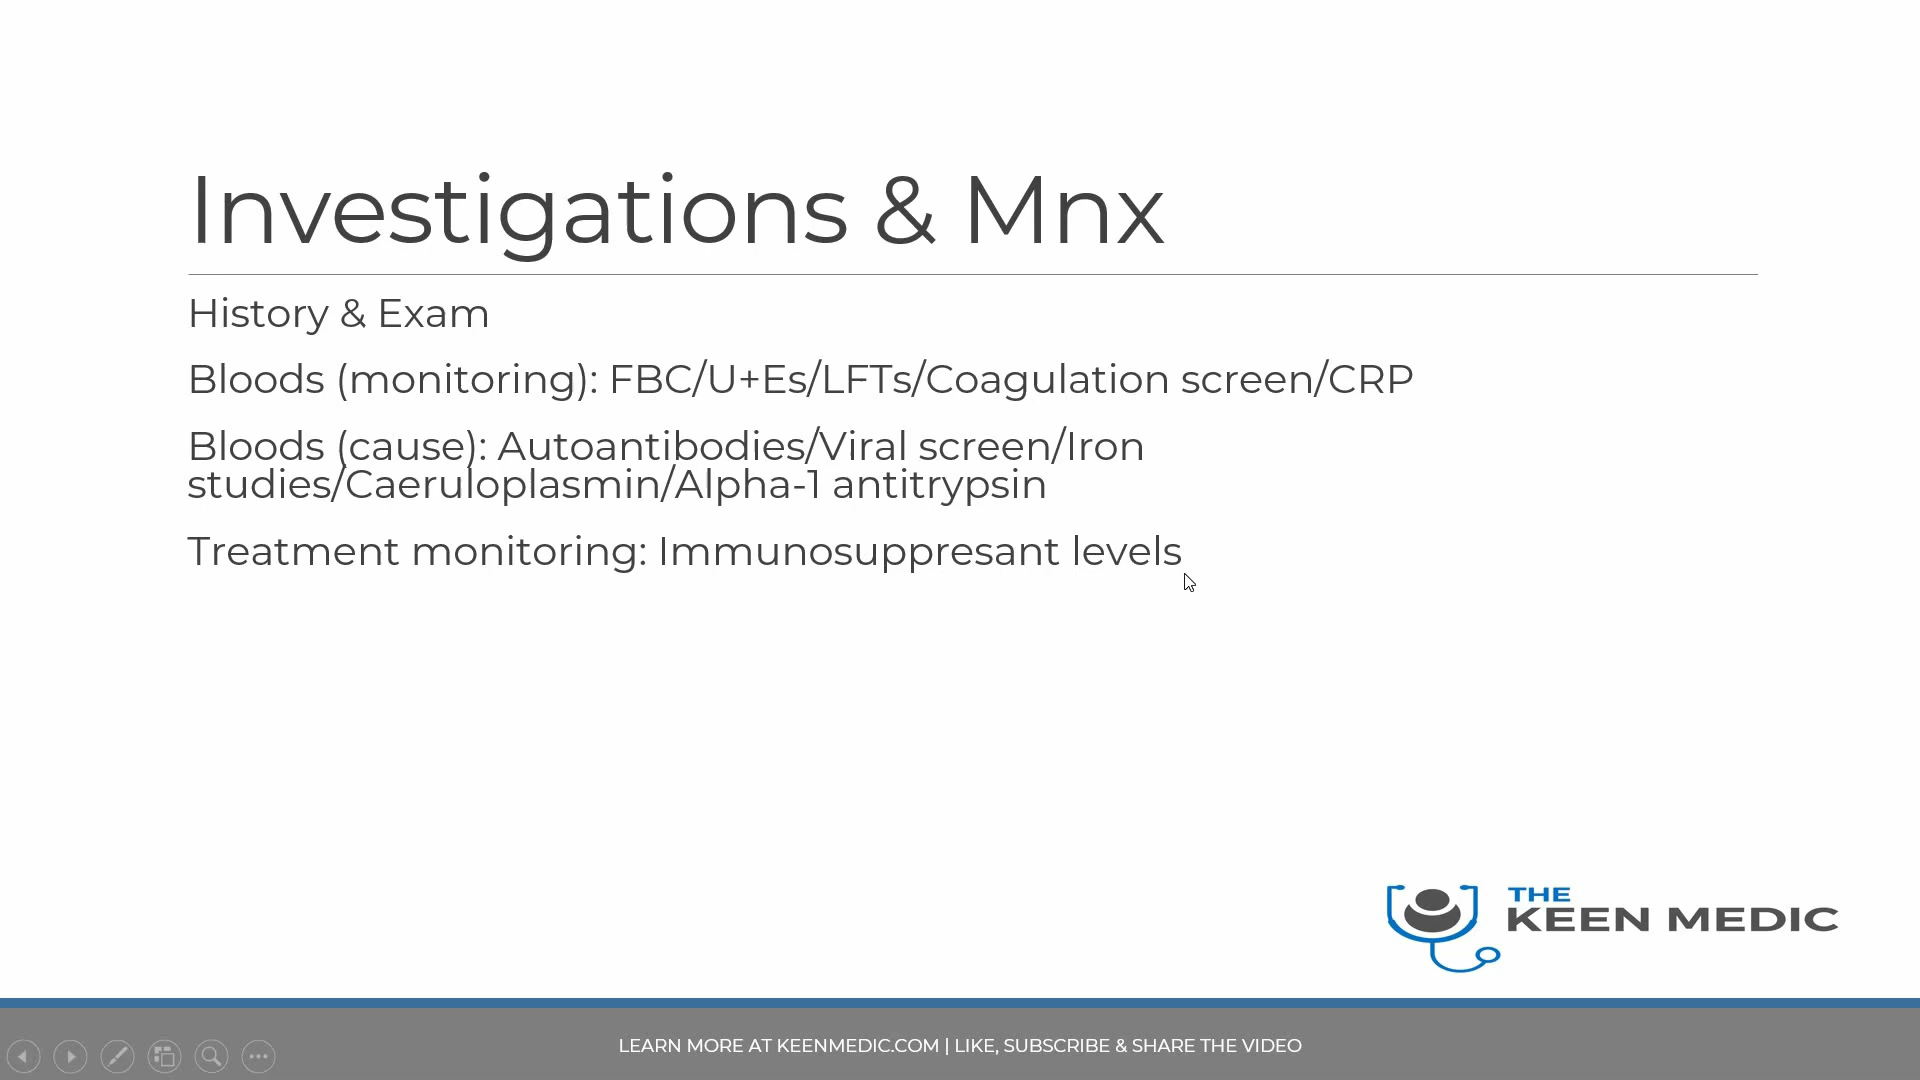 Investigations & Mnx
History & Exam
Bloods (monitoring): FBC/U+Es/LFTs/Coagulation screen/CRP
Bloods (cause): Autoantibodies/Viral screen/Iron
studies/Caeruloplasmin/Alpha-1 antitrypsin
Treatment monitoring: Immunosuppresant levels
THE
KEEN MEDIC
LEARN MORE AT KEENMEDIC.COM | LIKE, SUBSCRIBE & SHARE THE VIDEO